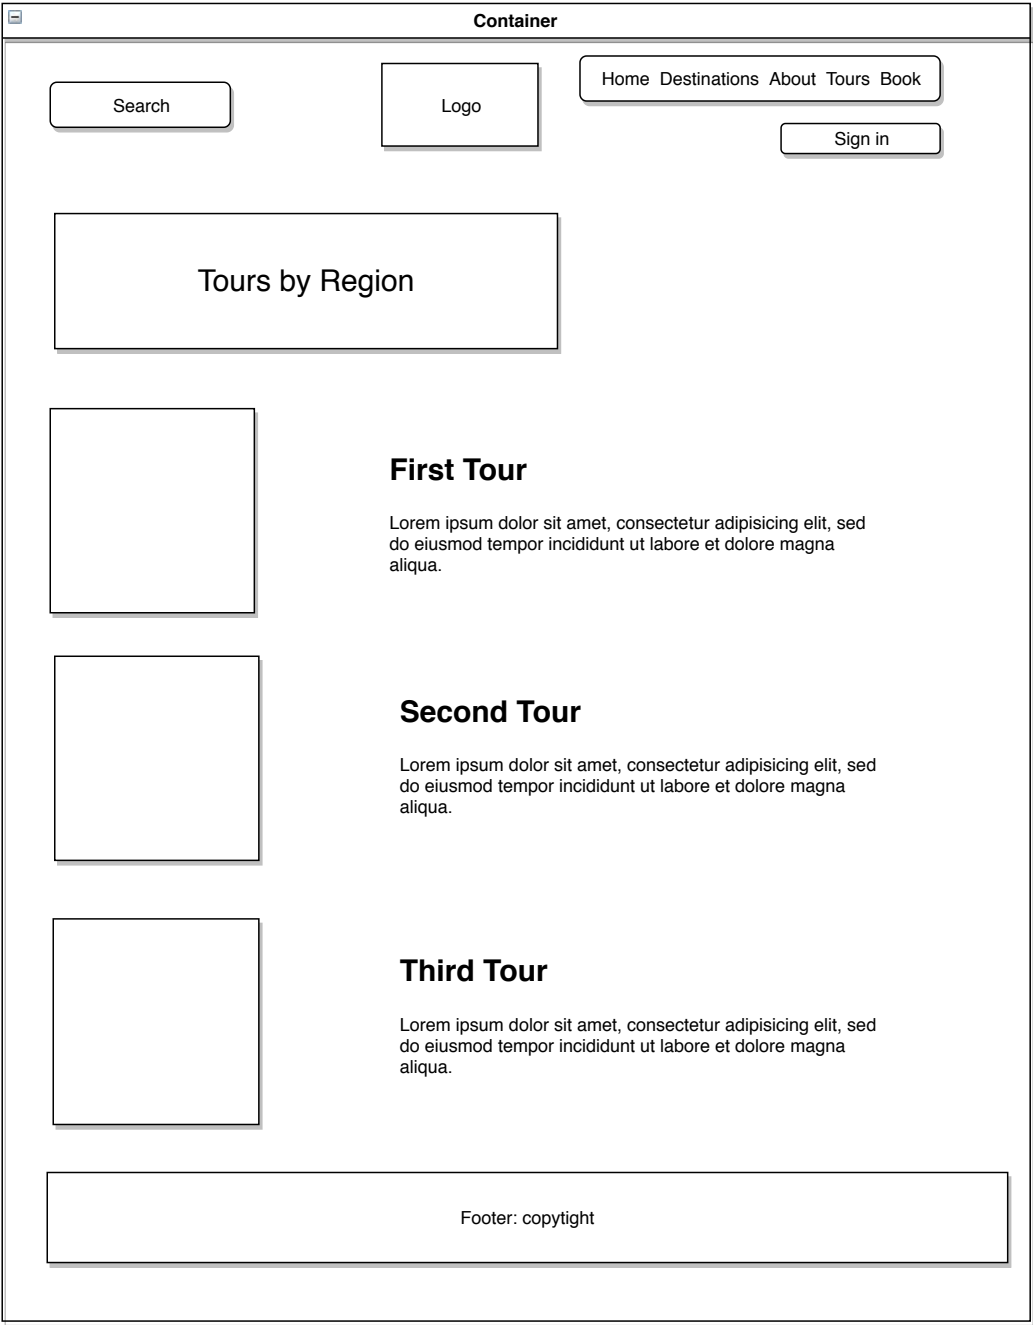 Container
Search
Logo
Home Destinations About Tours Book
Sign in
Tours by Region
First Tour
Lorem ipsum dolor sit amet, consectetur adipisicing elit, sed
do eiusmod tempor incididunt ut labore et dolore magna
aliqua.
Second Tour
Lorem ipsum dolor sit amet, consectetur adipisicing elit, sed
do eiusmod tempor incididunt ut labore et dolore magna
aliqua.
Third Tour
Lorem ipsum dolor sit amet, consectetur adipisicing elit, sed
do eiusmod tempor incididunt ut labore et dolore magna
aliqua.
Footer: copytight